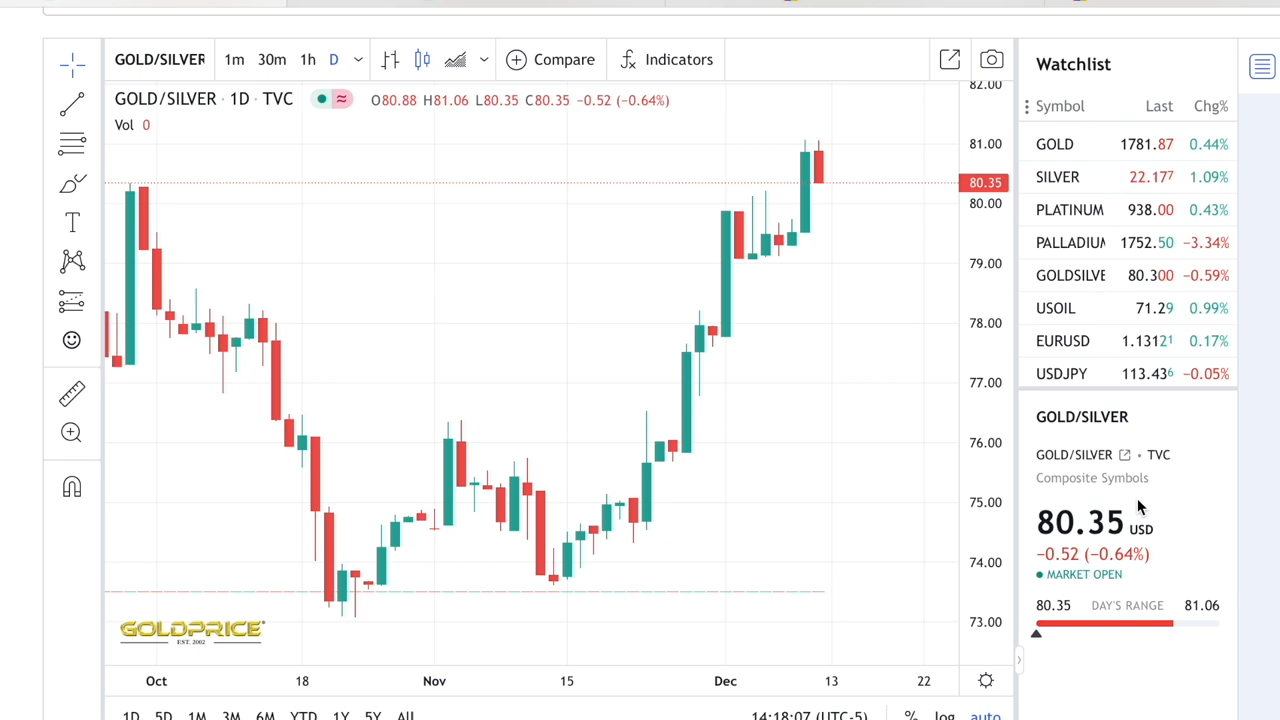 GOLD/SILVER
1m 30m 1h D
Compare
Indicators
GOLD/SILVER · 1D · TVC
≈
O80.88 H81.06 L80.35 C80.35 −0.52 (−0.64%)
Vol 0
82.00
81.00
80.35
80.00
79.00
78.00
77.00
76.00
75.00
74.00
73.00
GOLDPRICE®
EST. 2002
Oct 18 Nov 15 Dec 13 22
1D 5D 1M 3M 6M YTD 1Y 5Y All
14:18:07 (UTC-5) % log auto
Watchlist
Symbol Last Chg%
GOLD 1781.87 0.44%
SILVER 22.177 1.09%
PLATINUM 938.00 0.43%
PALLADIUM 1752.50 −3.34%
GOLDSILVE 80.300 −0.59%
USOIL 71.29 0.99%
EURUSD 1.13121 0.17%
USDJPY 113.436 −0.05%
GOLD/SILVER
GOLD/SILVER • TVC
Composite Symbols
80.35 USD
−0.52 (−0.64%)
MARKET OPEN
80.35 DAY'S RANGE 81.06